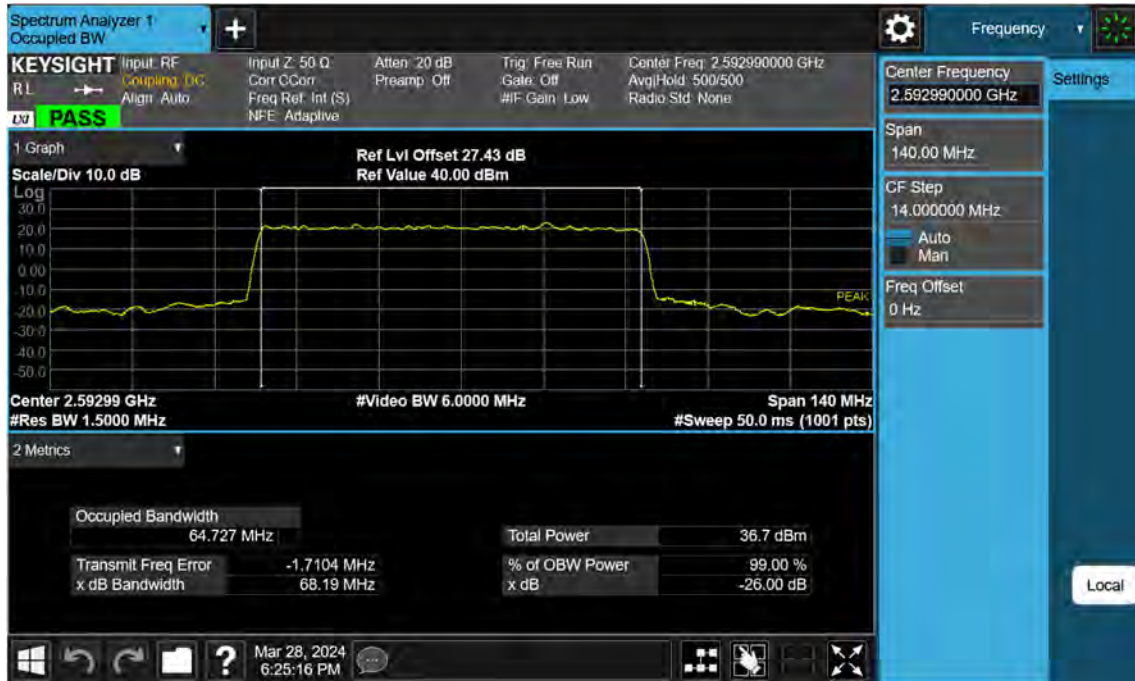 Spectrum Analyzer 1
Occupied BW
+
Frequency
KEYSIGHT
RL
LXI
PASS
Input: RF
Coupling: DC
Align: Auto
Input Z: 50 Ω
Corr CCorr
Freq Ref: Int (S)
NFE: Adaptive
Atten: 20 dB
Preamp: Off
Trig: Free Run
Gate: Off
#IF Gain: Low
Center Freq: 2.592990000 GHz
Avg|Hold: 500/500
Radio Std: None
Center Frequency
2.592990000 GHz
Settings
Span
140.00 MHz
CF Step
14.000000 MHz
Auto
Man
Freq Offset
0 Hz
Local
1 Graph
Scale/Div 10.0 dB
Ref Lvl Offset 27.43 dB
Ref Value 40.00 dBm
Log
30.0
20.0
10.0
0.00
-10.0
-20.0
-30.0
-40.0
-50.0
PEAK
Center 2.59299 GHz
#Video BW 6.0000 MHz
Span 140 MHz
#Res BW 1.5000 MHz
#Sweep 50.0 ms (1001 pts)
2 Metrics
Occupied Bandwidth
64.727 MHz
Total Power 36.7 dBm
Transmit Freq Error -1.7104 MHz
% of OBW Power 99.00 %
x dB Bandwidth 68.19 MHz
x dB -26.00 dB
?
Mar 28, 2024
6:25:16 PM